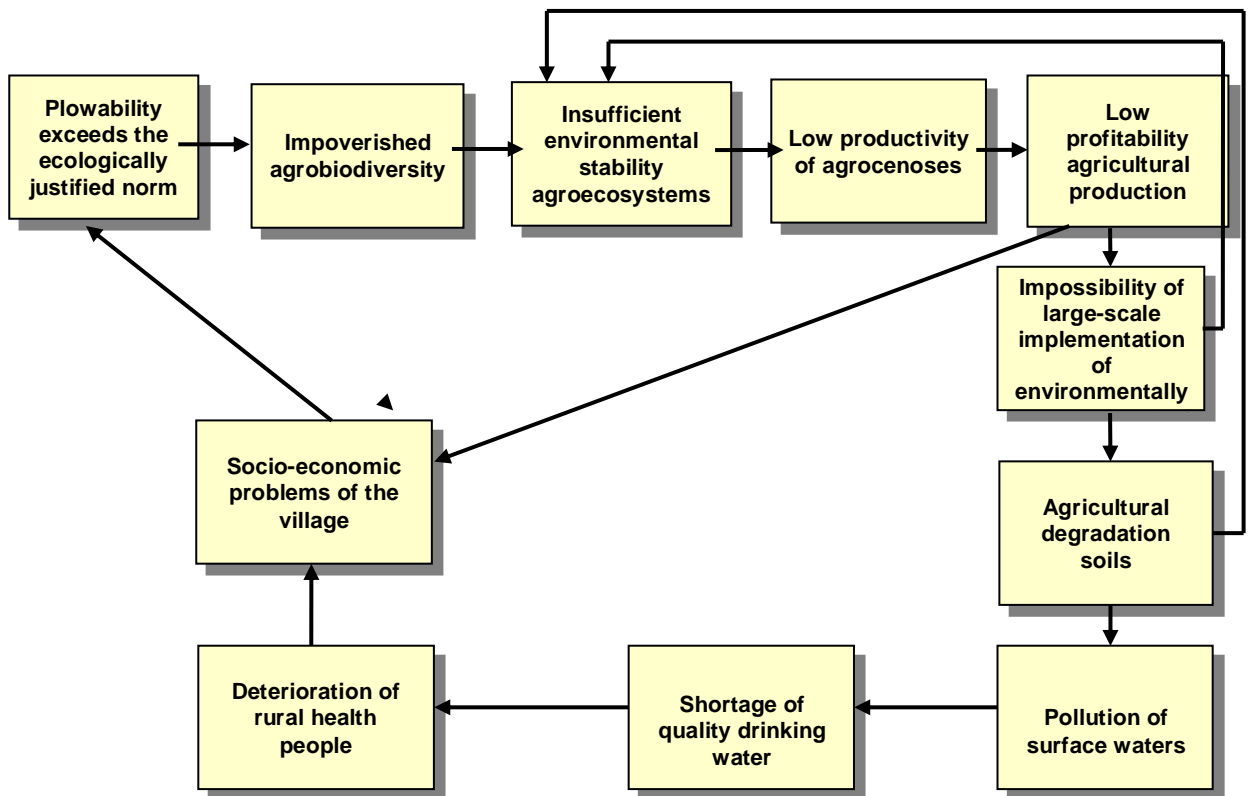 Plowability
exceeds the
ecologically
justified norm
Impoverished
agrobiodiversity
Insufficient
environmental
stability
agroecosystems
Low productivity
of agrocenoses
Low
profitability
agricultural
production
Impossibility of
large-scale
implementation
of
environmentally
Agricultural
degradation
soils
Pollution of
surface waters
Shortage of
quality drinking
water
Deterioration of
rural health
people
Socio-economic
problems of the
village